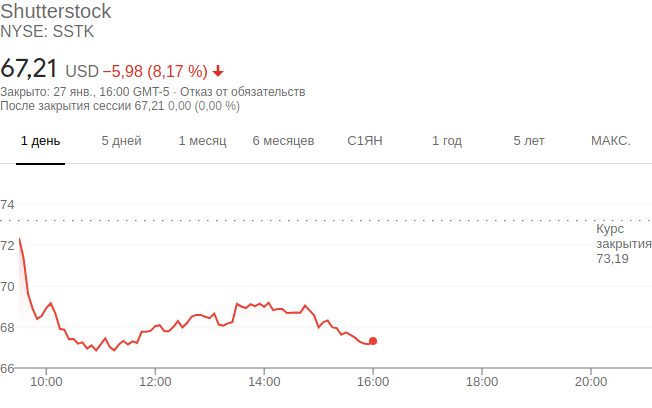 Shutterstock
NYSE: SSTK
67,21 USD −5,98 (8,17 %)
Закрыто: 27 янв., 16:00 GMT-5 · Отказ от обязательств
После закрытия сессии 67,21 0,00 (0,00 %)
1 день 5 дней 1 месяц 6 месяцев С1ЯН 1 год 5 лет МАКС.
74
Курс
закрытия
73,19
72
70
68
66
10:00 12:00 14:00 16:00 18:00 20:00